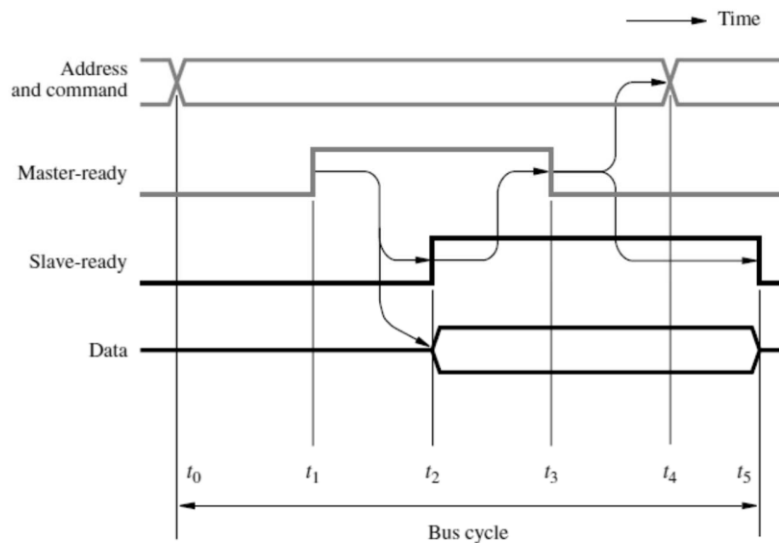 Time
Address
and command
Master-ready
Slave-ready
Data
t0 t1 t2 t3 t4 t5
Bus cycle